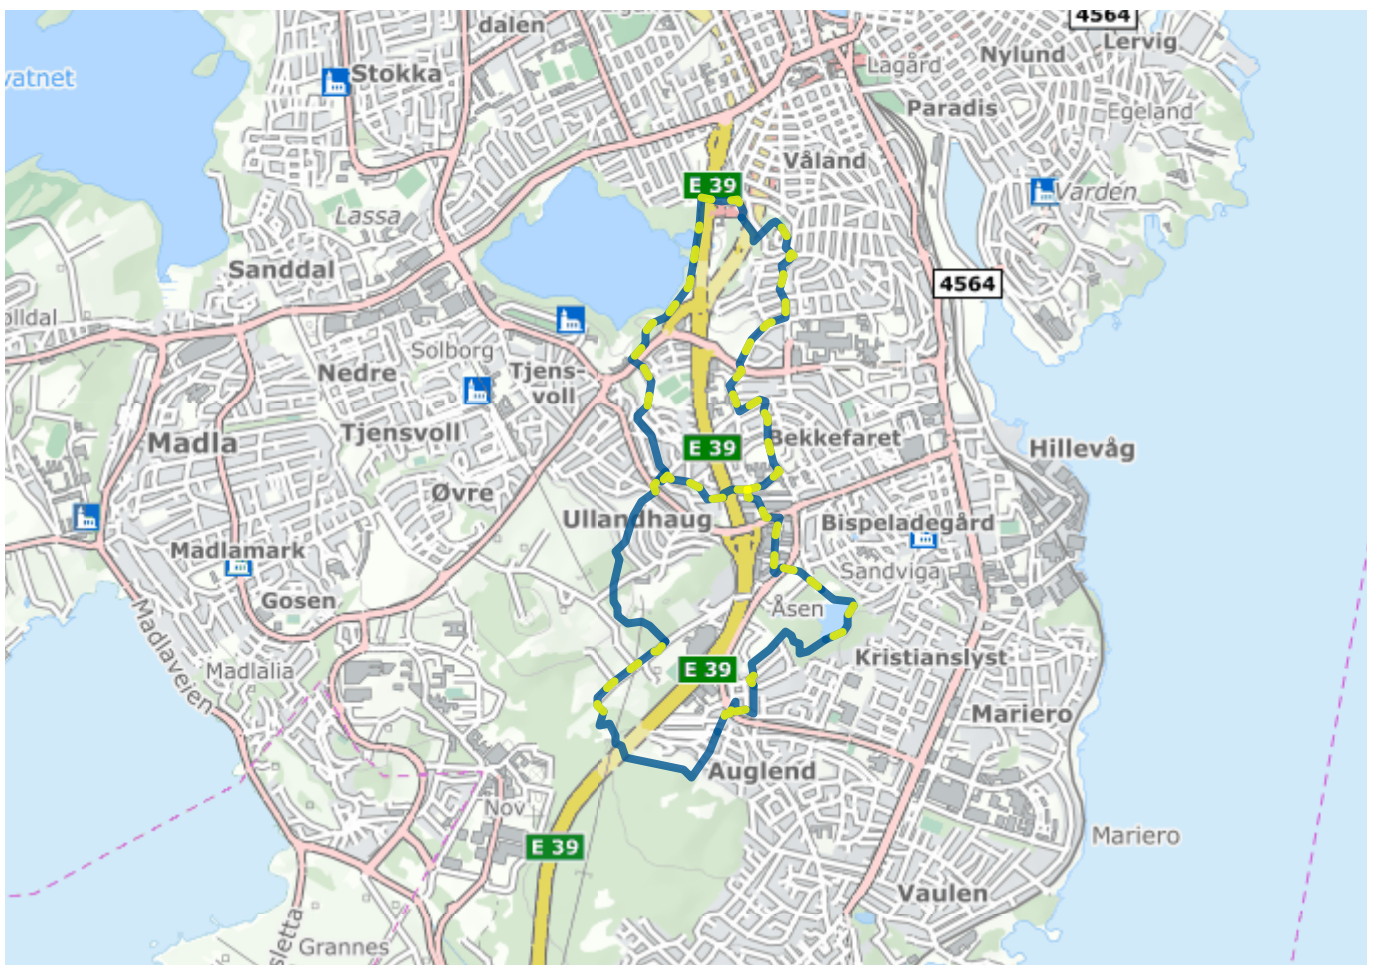 4564
dalen
Lervig
Nylund
Lagård
Stokka
vatnet
Paradis
Egeland
Våland
E 39
Varden
Lassa
Sanddal
4564
olldal
Solborg
Nedre
Tjens-
voll
Tjensvoll
Madla
E 39
Bekkefaret
Hillevåg
Øvre
Ullandhaug
Bispeladegård
Madlamark
Sandviga
Gosen
Åsen
Madlaveien
Madlalia
Kristianslyst
E 39
Mariero
Auglend
Nov
Mariero
E 39
Vaulen
sletta
Grannes